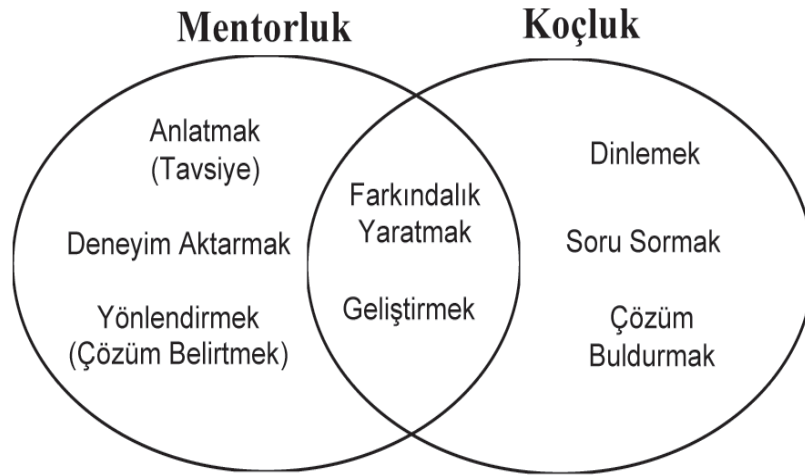 Mentorluk
Koçluk
Anlatmak
(Tavsiye)
Deneyim Aktarmak
Yönlendirmek
(Çözüm Belirtmek)
Farkındalık
Yaratmak
Geliştirmek
Dinlemek
Soru Sormak
Çözüm
Buldurmak